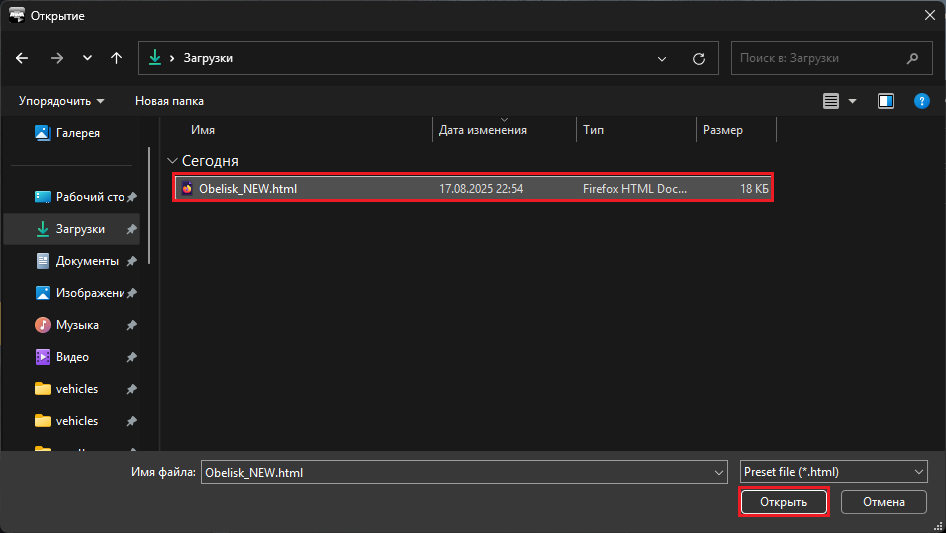 Открытие
Загрузки
Поиск в: Загрузки
Упорядочить
Новая папка
Имя
Дата изменения
Тип
Размер
Галерея
Сегодня
Obelisk_NEW.html
17.08.2025 22:54
Firefox HTML Doc...
18 КБ
Рабочий сто
Загрузки
Документы
Изображени
Музыка
Видео
vehicles
vehicles
Имя файла:
Obelisk_NEW.html
Preset file (*.html)
Открыть
Отмена